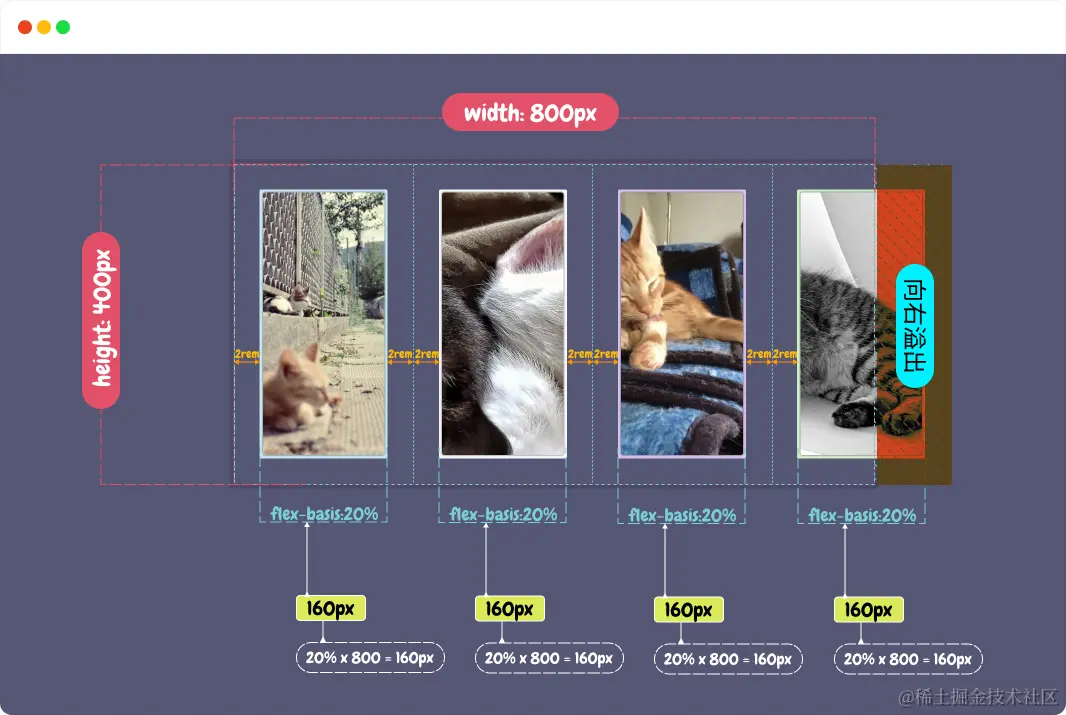 width: 800px
height: 400px
向右溢出
2rem 2rem 2rem 2rem 2rem 2rem 2rem
flex-basis:20% flex-basis:20% flex-basis:20% flex-basis:20%
160px 160px 160px 160px
20% x 800 = 160px 20% x 800 = 160px 20% x 800 = 160px 20% x 800 = 160px
@稀土掘金技术社区